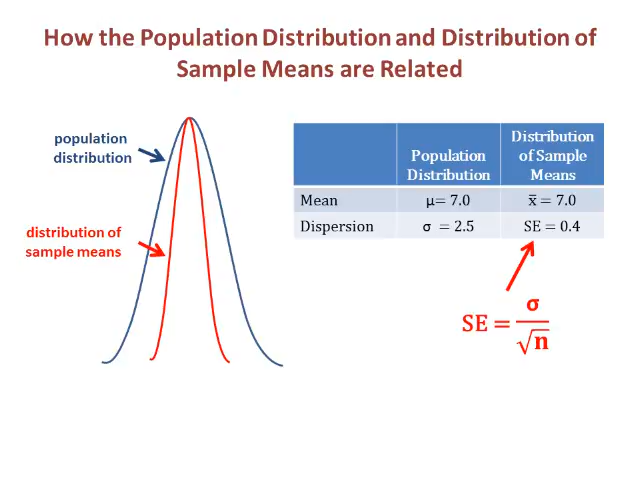 How the Population Distribution and Distribution of
Sample Means are Related
population
distribution
distribution of
sample means
Population
Distribution
Distribution
of Sample
Means
Mean
μ= 7.0
x̄ = 7.0
Dispersion
σ = 2.5
SE = 0.4
SE = σ / √n